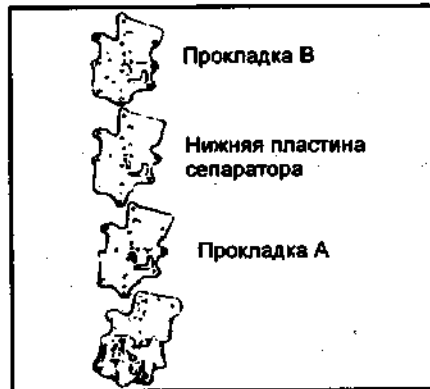 Прокладка В
Нижняя пластина
сепаратора
Прокладка А